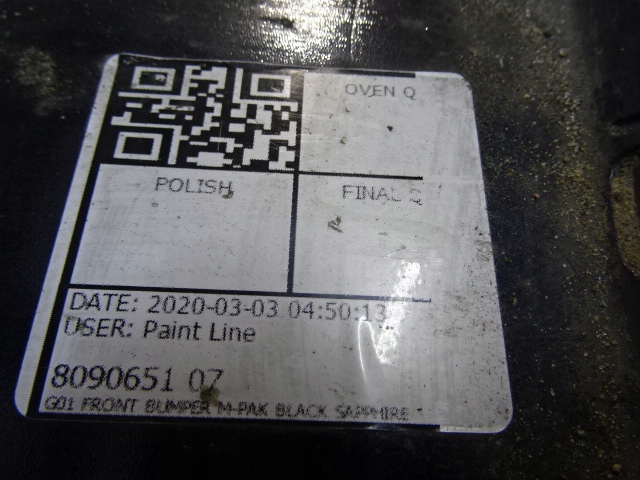 OVEN Q
POLISH
FINAL Q
DATE: 2020-03-03 04:50:13
USER: Paint Line
8090651 07
G01 FRONT BUMPER M-PAK BLACK SAPPHIRE